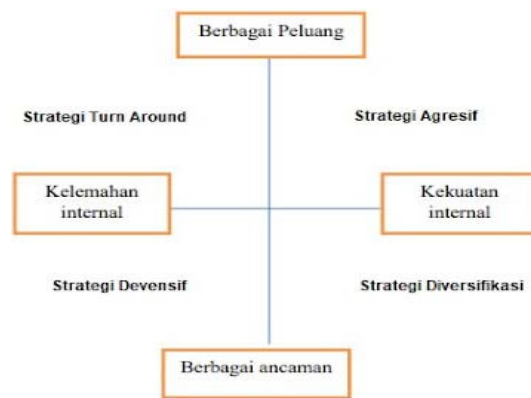 Berbagai Peluang
Strategi Turn Around
Strategi Agresif
Kelemahan
internal
Kekuatan
internal
Strategi Devensif
Strategi Diversifikasi
Berbagai ancaman